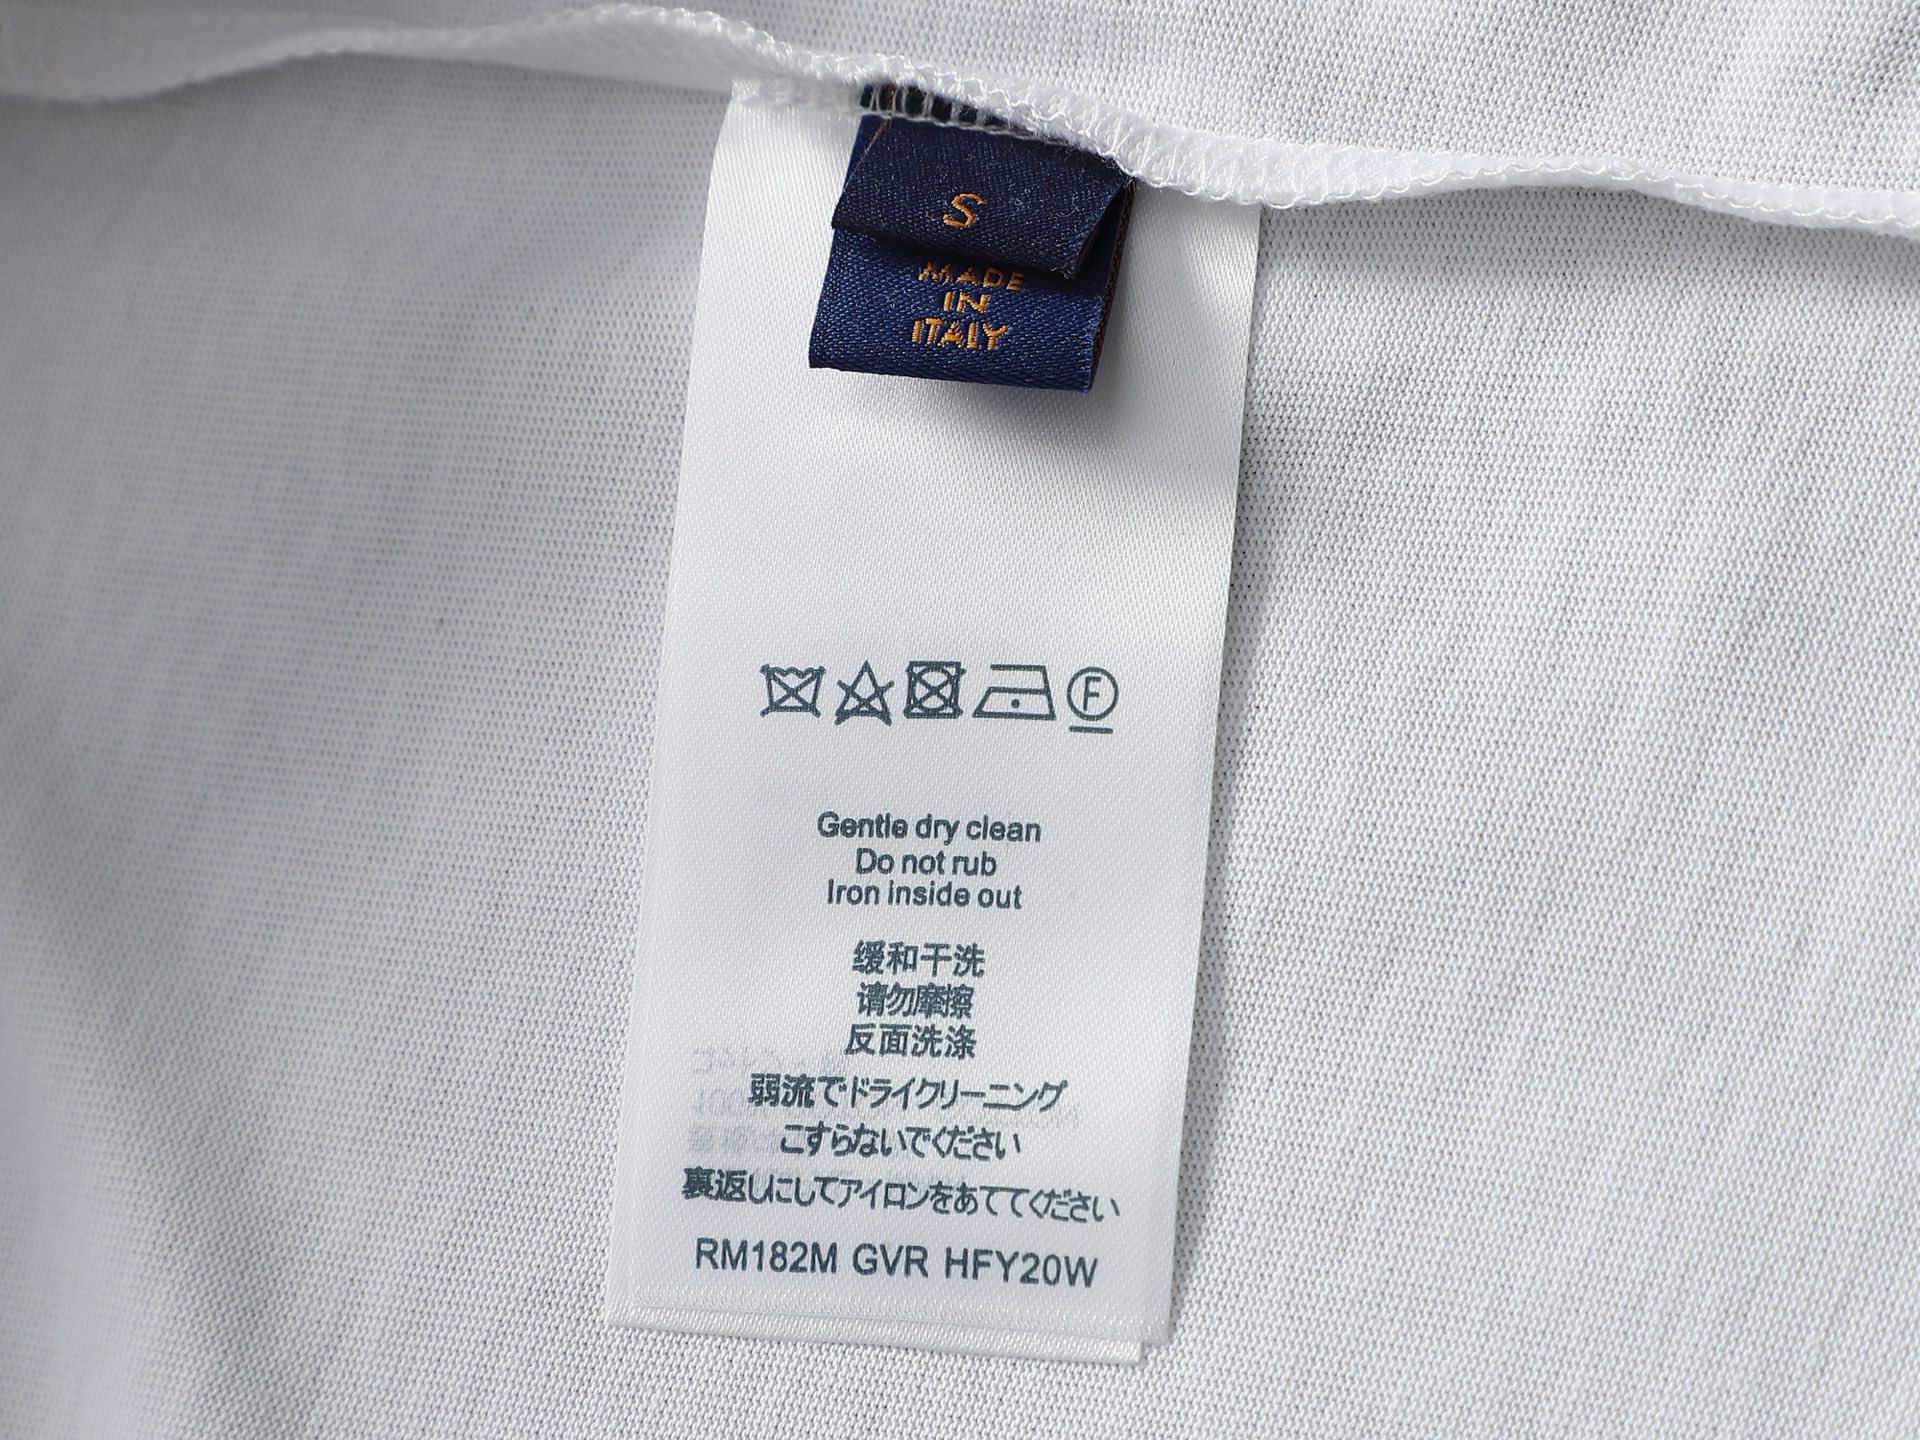 S
MADE
IN
ITALY
F
Gentle dry clean
Do not rub
Iron inside out
缓和干洗
请勿摩擦
反面洗涤
弱流でドライクリーニング
こすらないでください
裏返しにしてアイロンをあててください
RM182M GVR HFY20W